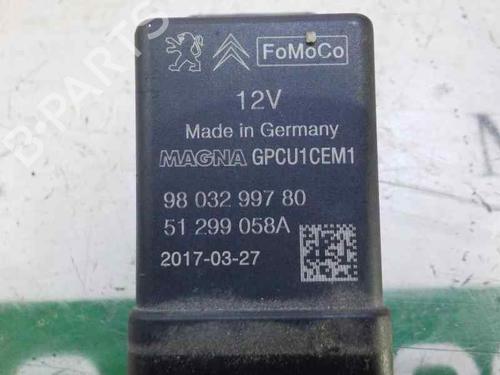 FoMoCo
12V
Made in Germany
MAGNA GPCU1CEM1
98 032 997 80
51 299 058A
2017-03-27
B-PARTS